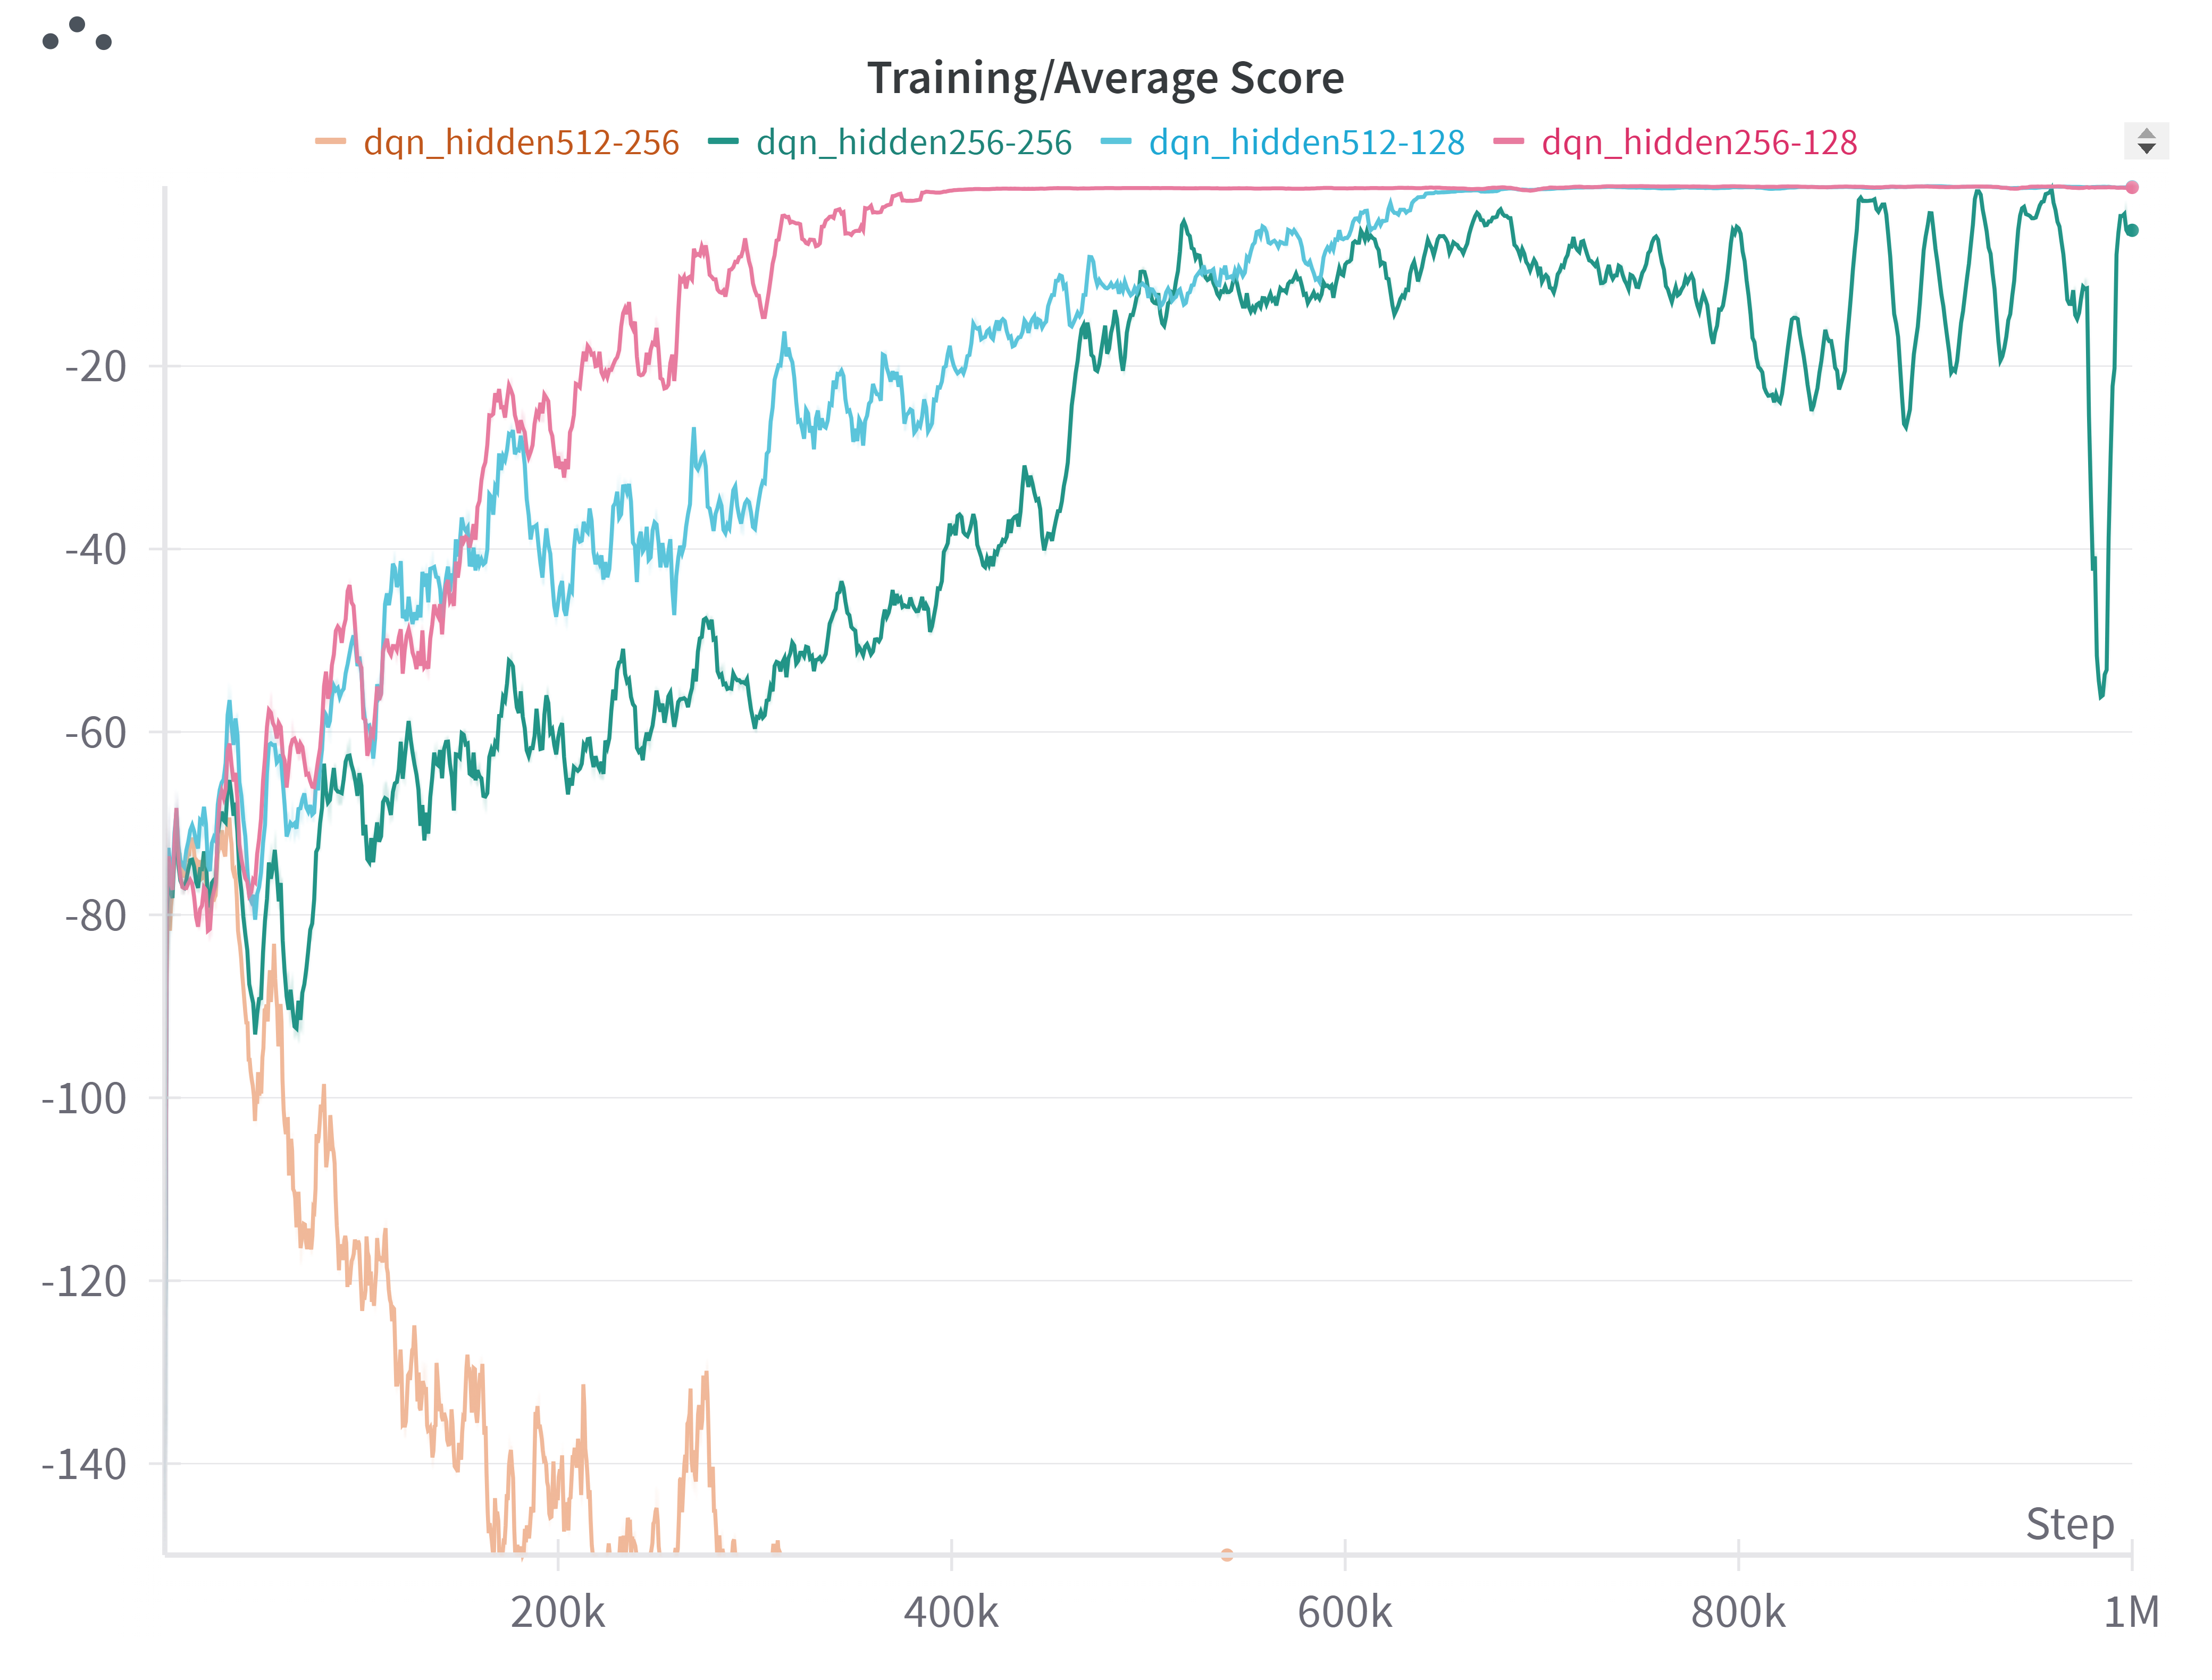 Training/Average Score
dqn_hidden512-256 dqn_hidden256-256 dqn_hidden512-128 dqn_hidden256-128
-20
-40
-60
-80
-100
-120
-140
Step
200k 400k 600k 800k 1M